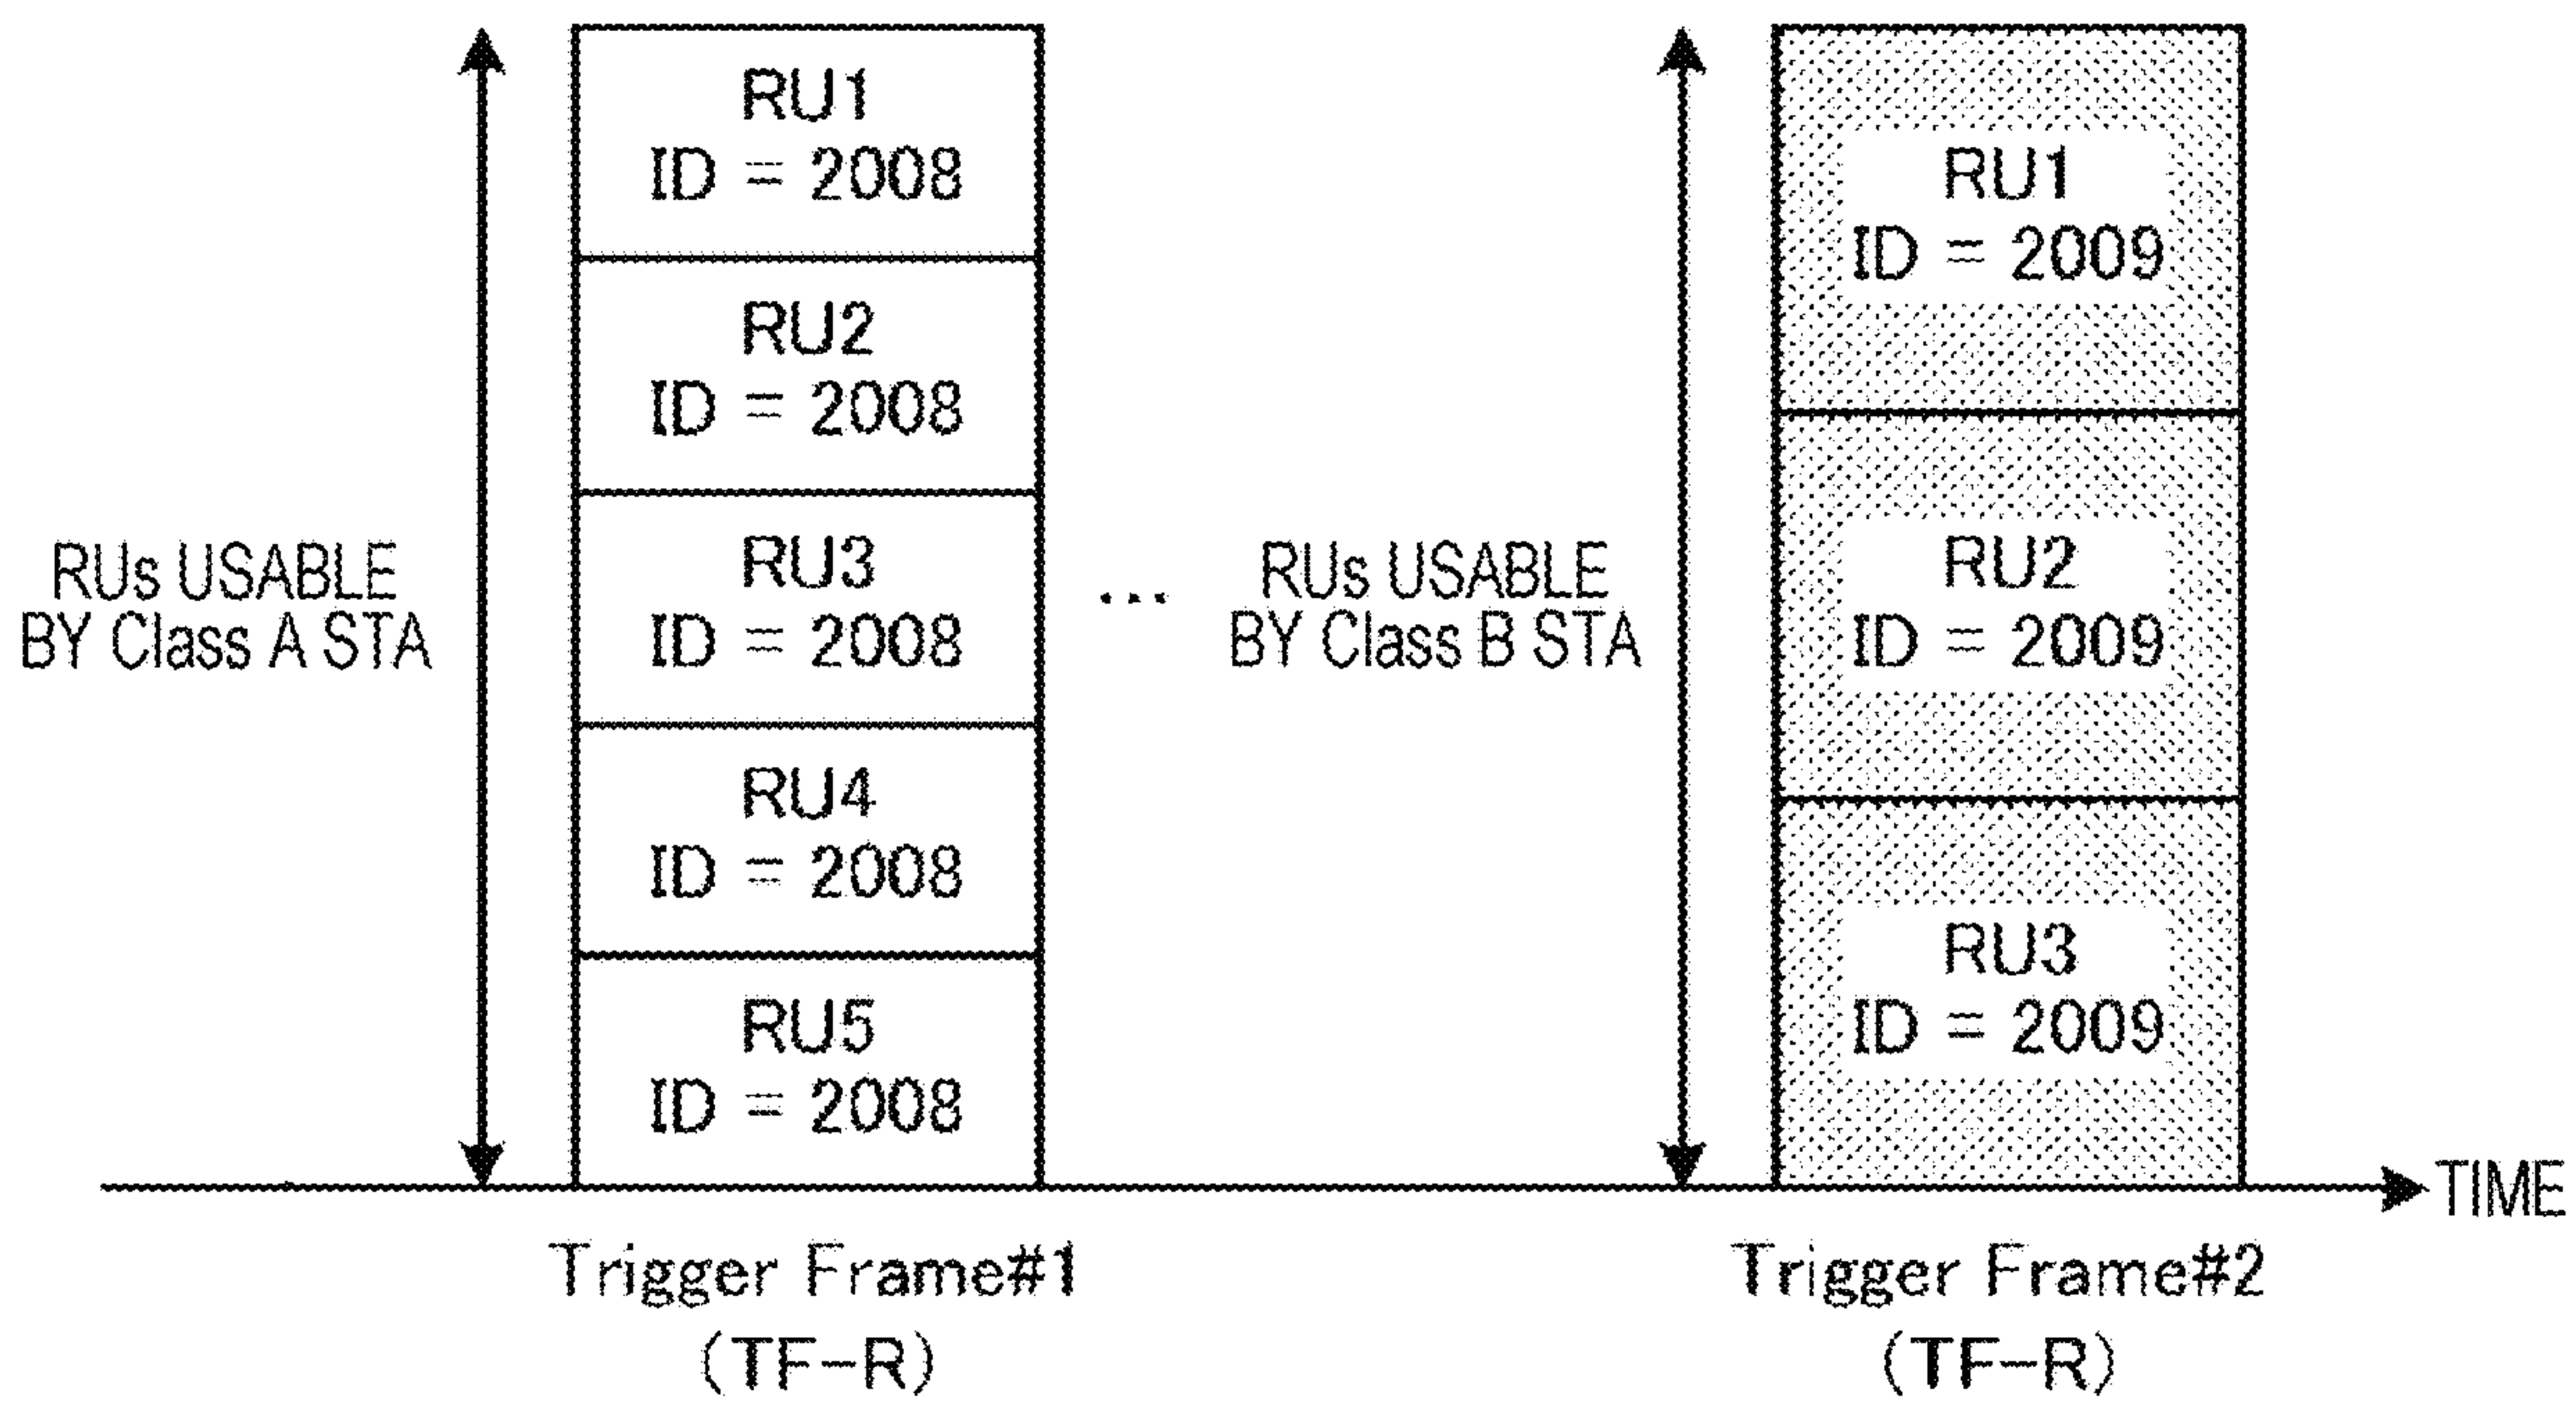 RU1
ID = 2008
RU2
ID = 2008
RU3
ID = 2008
RU4
ID = 2008
RU5
ID = 2008
RUs USABLE
BY Class A STA
...
RUs USABLE
BY Class B STA
RU1
ID = 2009
RU2
ID = 2009
RU3
ID = 2009
TIME
Trigger Frame#1
(TF-R)
Trigger Frame#2
(TF-R)